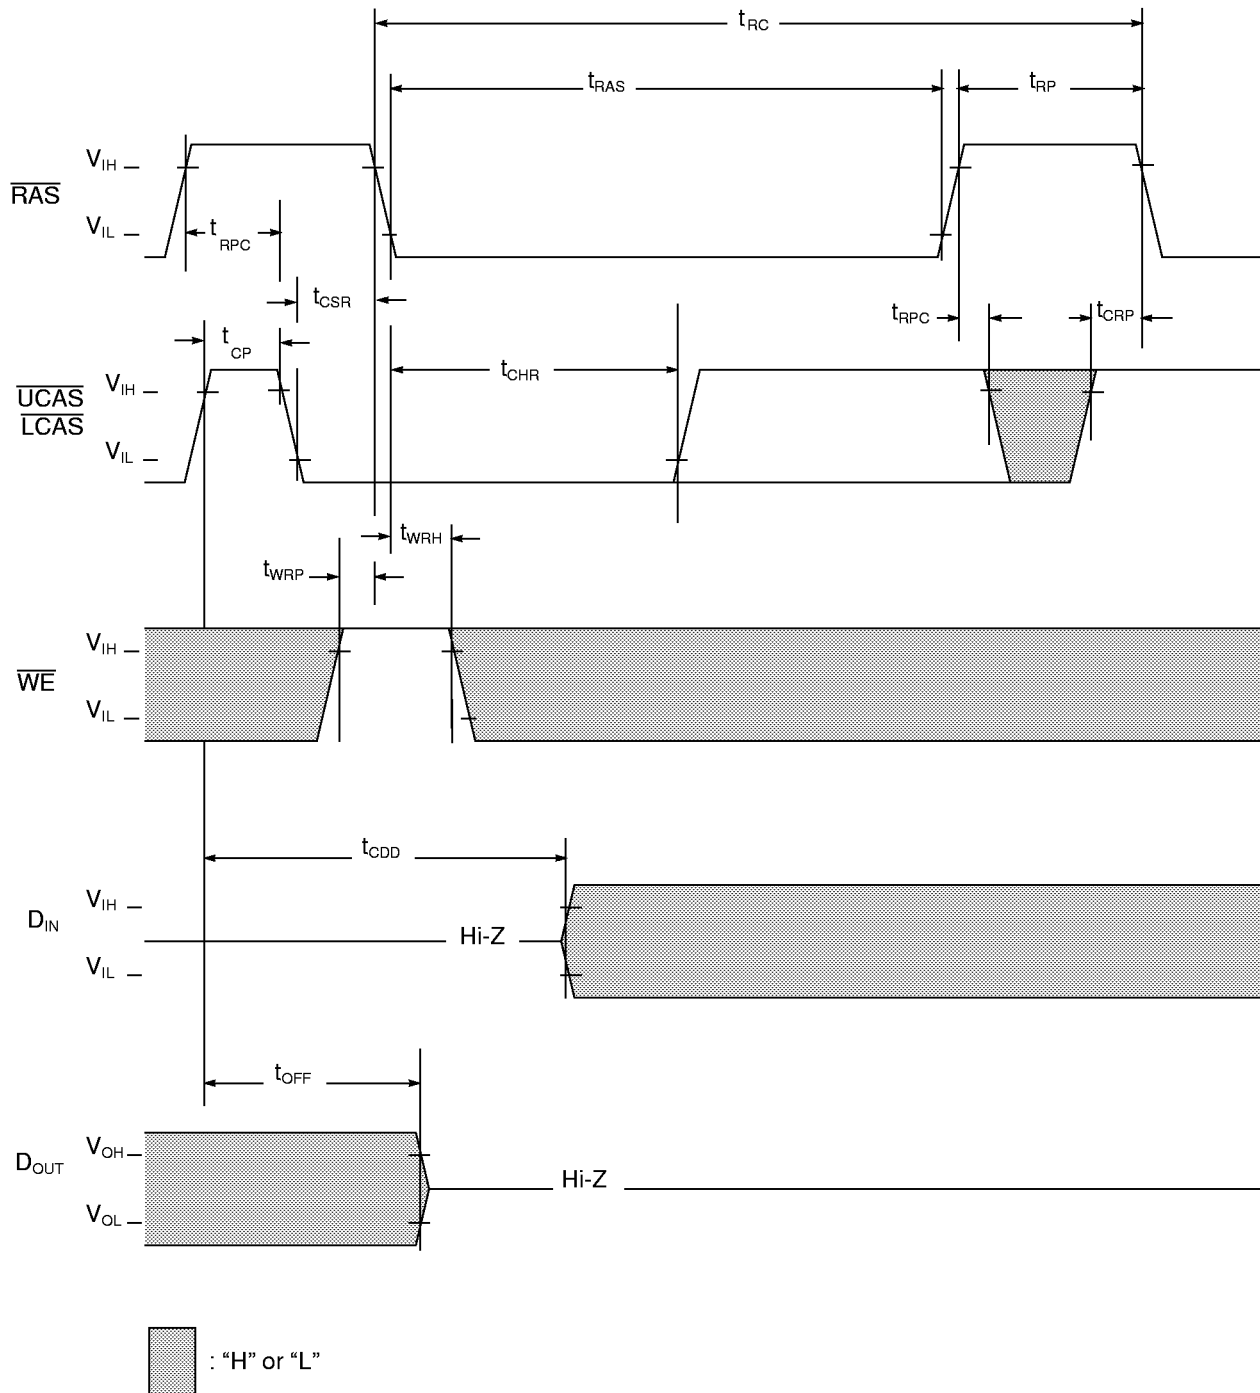 tRC
tRAS
tRP
VIH
RAS
VIL
tRPC
tCSR
tRPC
tCRP
tCP
tCHR
VIH
UCAS
LCAS
VIL
tWRH
tWRP
VIH
WE
VIL
tCDD
VIH
DIN
Hi-Z
VIL
tOFF
VOH
DOUT
Hi-Z
VOL
: “H” or “L”